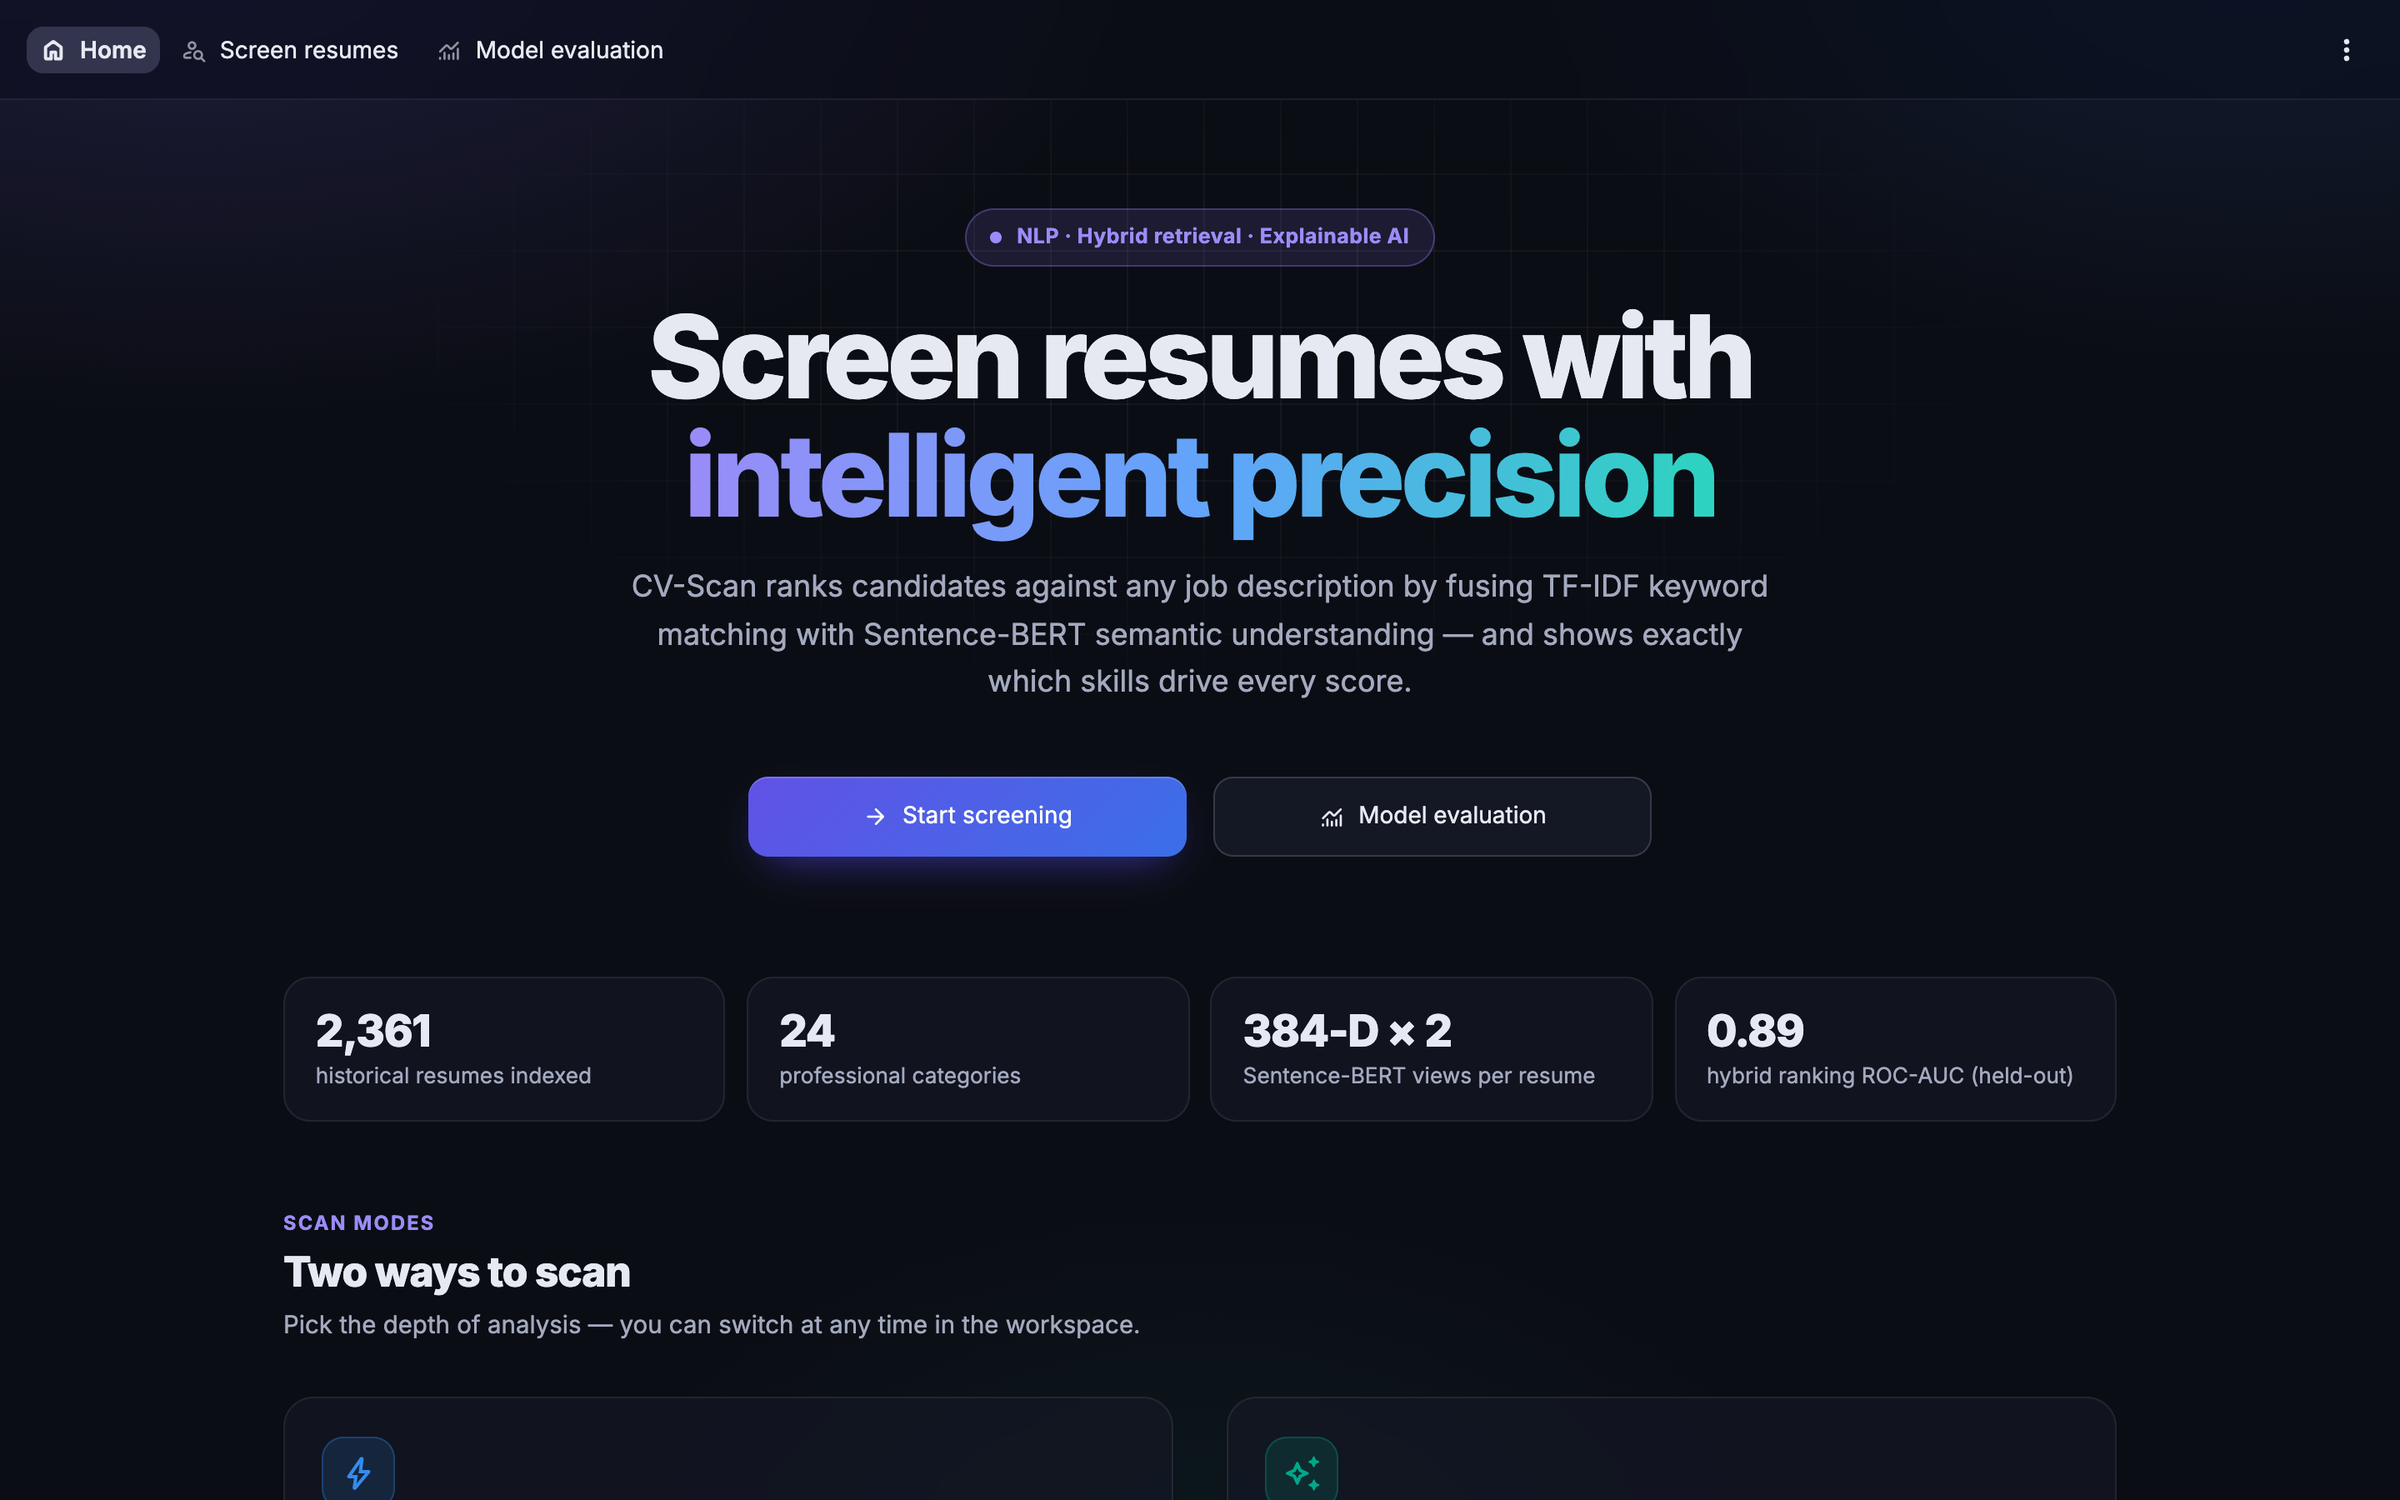 Home
Screen resumes
Model evaluation
NLP · Hybrid retrieval · Explainable AI
Screen resumes with
intelligent precision
CV-Scan ranks candidates against any job description by fusing TF-IDF keyword
matching with Sentence-BERT semantic understanding — and shows exactly
which skills drive every score.
Start screening
Model evaluation
2,361
historical resumes indexed
24
professional categories
384-D × 2
Sentence-BERT views per resume
0.89
hybrid ranking ROC-AUC (held-out)
SCAN MODES
Two ways to scan
Pick the depth of analysis — you can switch at any time in the workspace.